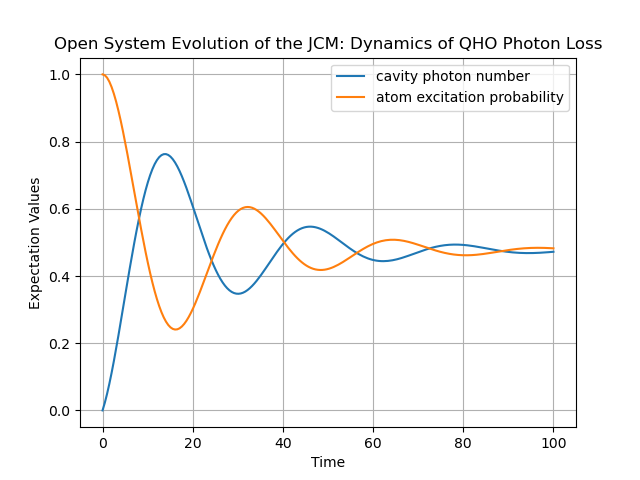 Open System Evolution of the JCM: Dynamics of QHO Photon Loss
cavity photon number
atom excitation probability
1.0
0.8
0.6
0.4
0.2
0.0
Expectation Values
0 20 40 60 80 100
Time